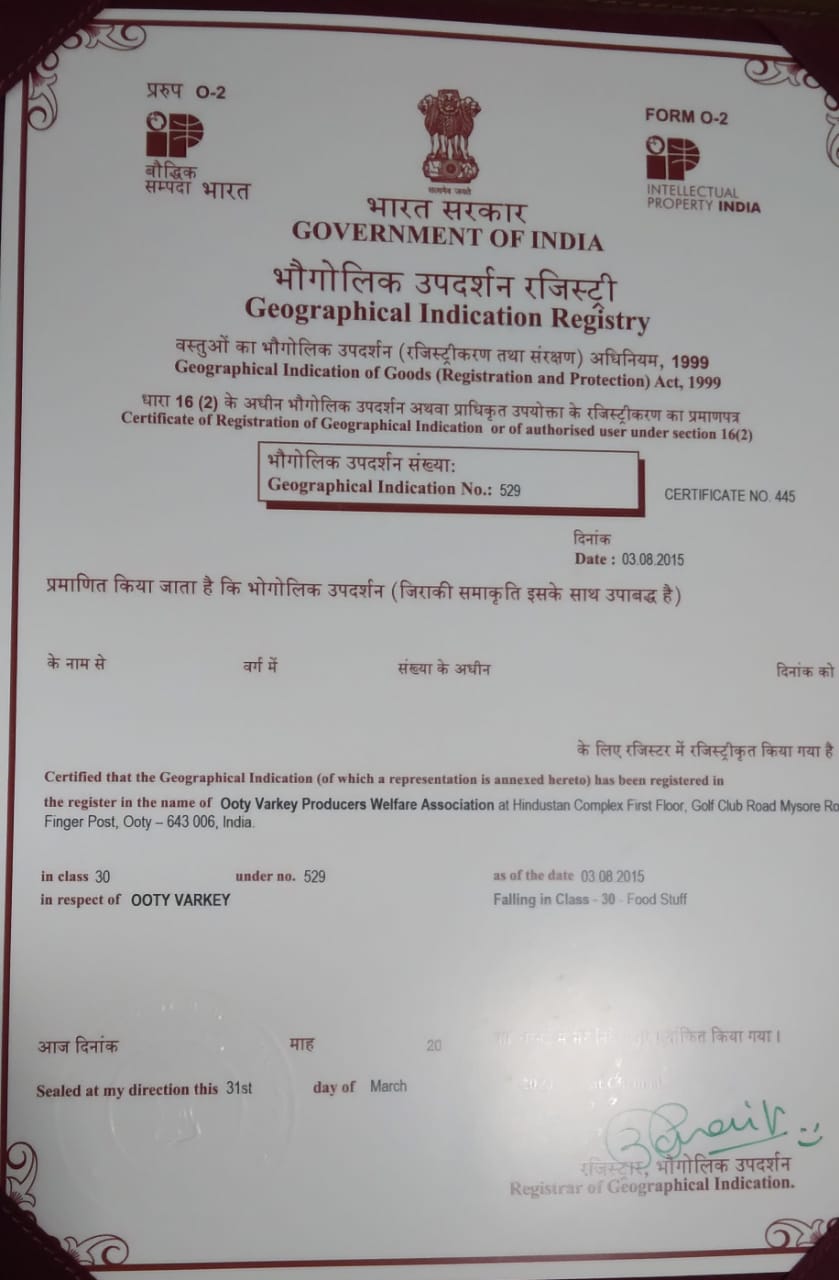 प्ररुप O-2
बौद्धिक
सम्पदा भारत
सत्यमेव जयते
FORM O-2
INTELLECTUAL
PROPERTY INDIA
भारत सरकार
GOVERNMENT OF INDIA
भौगोलिक उपदर्शन रजिस्ट्री
Geographical Indication Registry
वस्तुओं का भौगोलिक उपदर्शन (रजिस्ट्रीकरण तथा संरक्षण) अधिनियम, 1999
Geographical Indication of Goods (Registration and Protection) Act, 1999
धारा 16 (2) के अधीन भौगोलिक उपदर्शन अथवा प्राधिकृत उपयोक्ता के रजिस्ट्रीकरण का प्रमाणपत्र
Certificate of Registration of Geographical Indication or of authorised user under section 16(2)
भौगोलिक उपदर्शन संख्या:
Geographical Indication No.: 529
CERTIFICATE NO. 445
दिनांक
Date : 03.08.2015
प्रमाणित किया जाता है कि भोगोलिक उपदर्शन (जिराकी समाकृति इसके साथ उपाबद्ध है)
के नाम से वर्ग में संख्या के अधीन दिनांक को
के लिए रजिस्टर में रजिस्ट्रीकृत किया गया है
Certified that the Geographical Indication (of which a representation is annexed hereto) has been registered in
the register in the name of Ooty Varkey Producers Welfare Association at Hindustan Complex First Floor, Golf Club Road Mysore Ro
Finger Post, Ooty – 643 006, India.
in class 30 under no. 529 as of the date 03.08.2015
in respect of OOTY VARKEY Falling in Class - 30 - Food Stuff
आज दिनांक माह 20 किया गया।
Sealed at my direction this 31st day of March
रजिस्ट्रार, भौगोलिक उपदर्शन
Registrar of Geographical Indication.